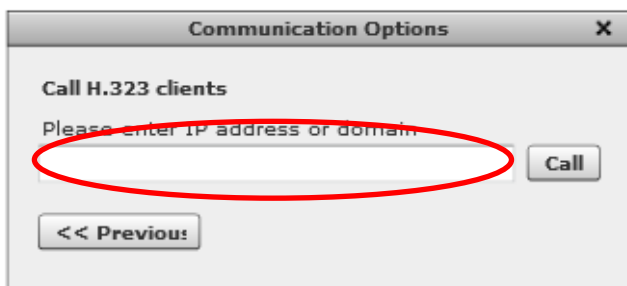 Communication Options X
Call H.323 clients
Please enter IP address or domain
Call
<< Previous